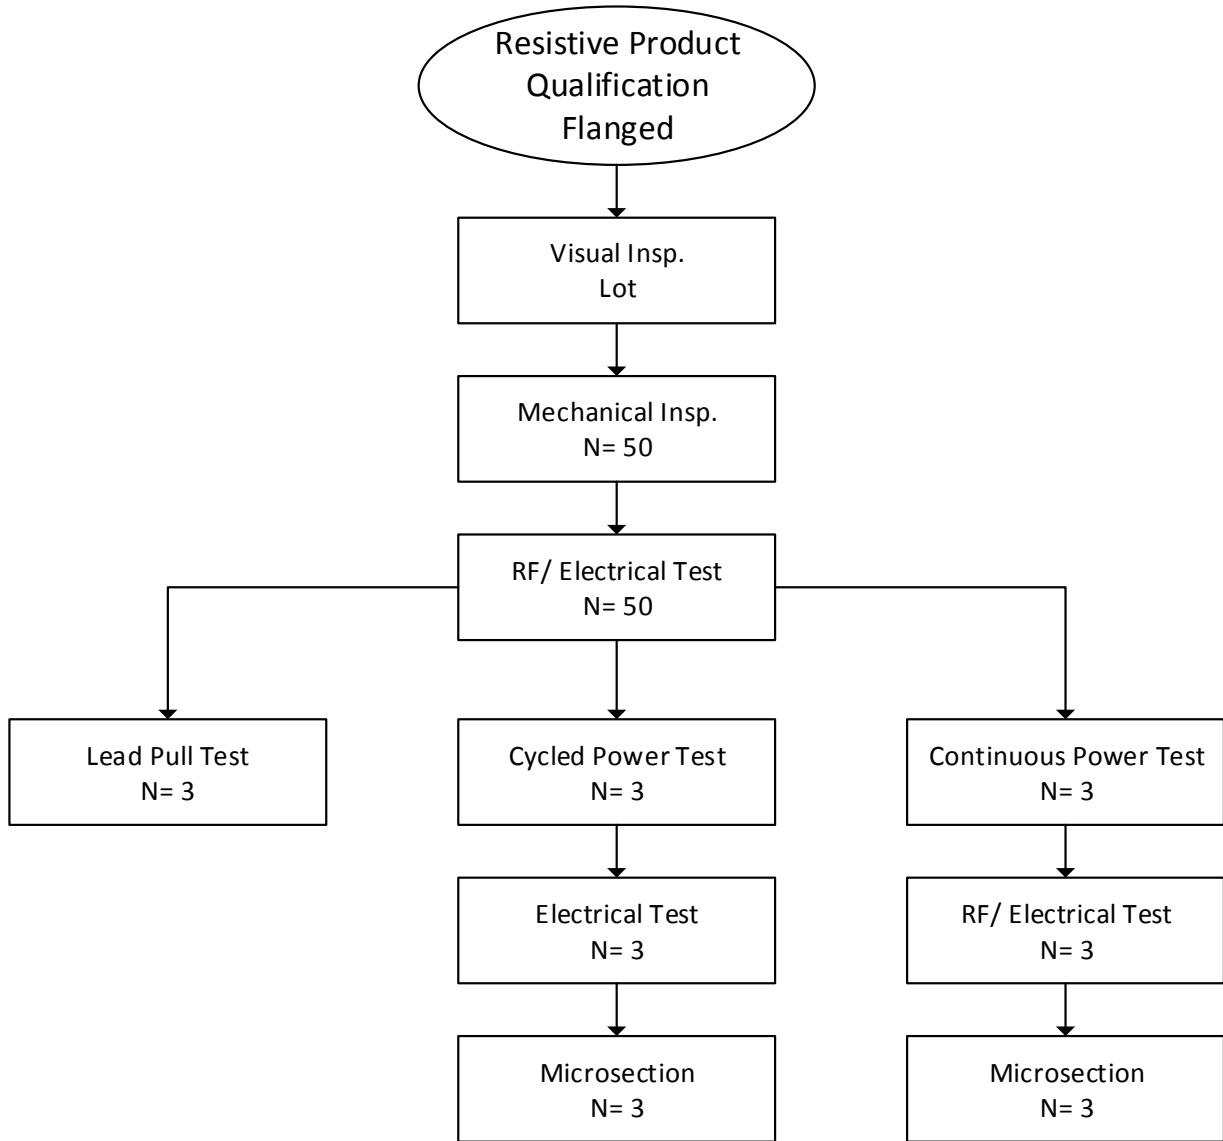 Resistive Product
Qualification
Flanged
Visual Insp.
Lot
Mechanical Insp.
N= 50
RF/ Electrical Test
N= 50
Lead Pull Test
N= 3
Cycled Power Test
N= 3
Continuous Power Test
N= 3
Electrical Test
N= 3
RF/ Electrical Test
N= 3
Microsection
N= 3
Microsection
N= 3